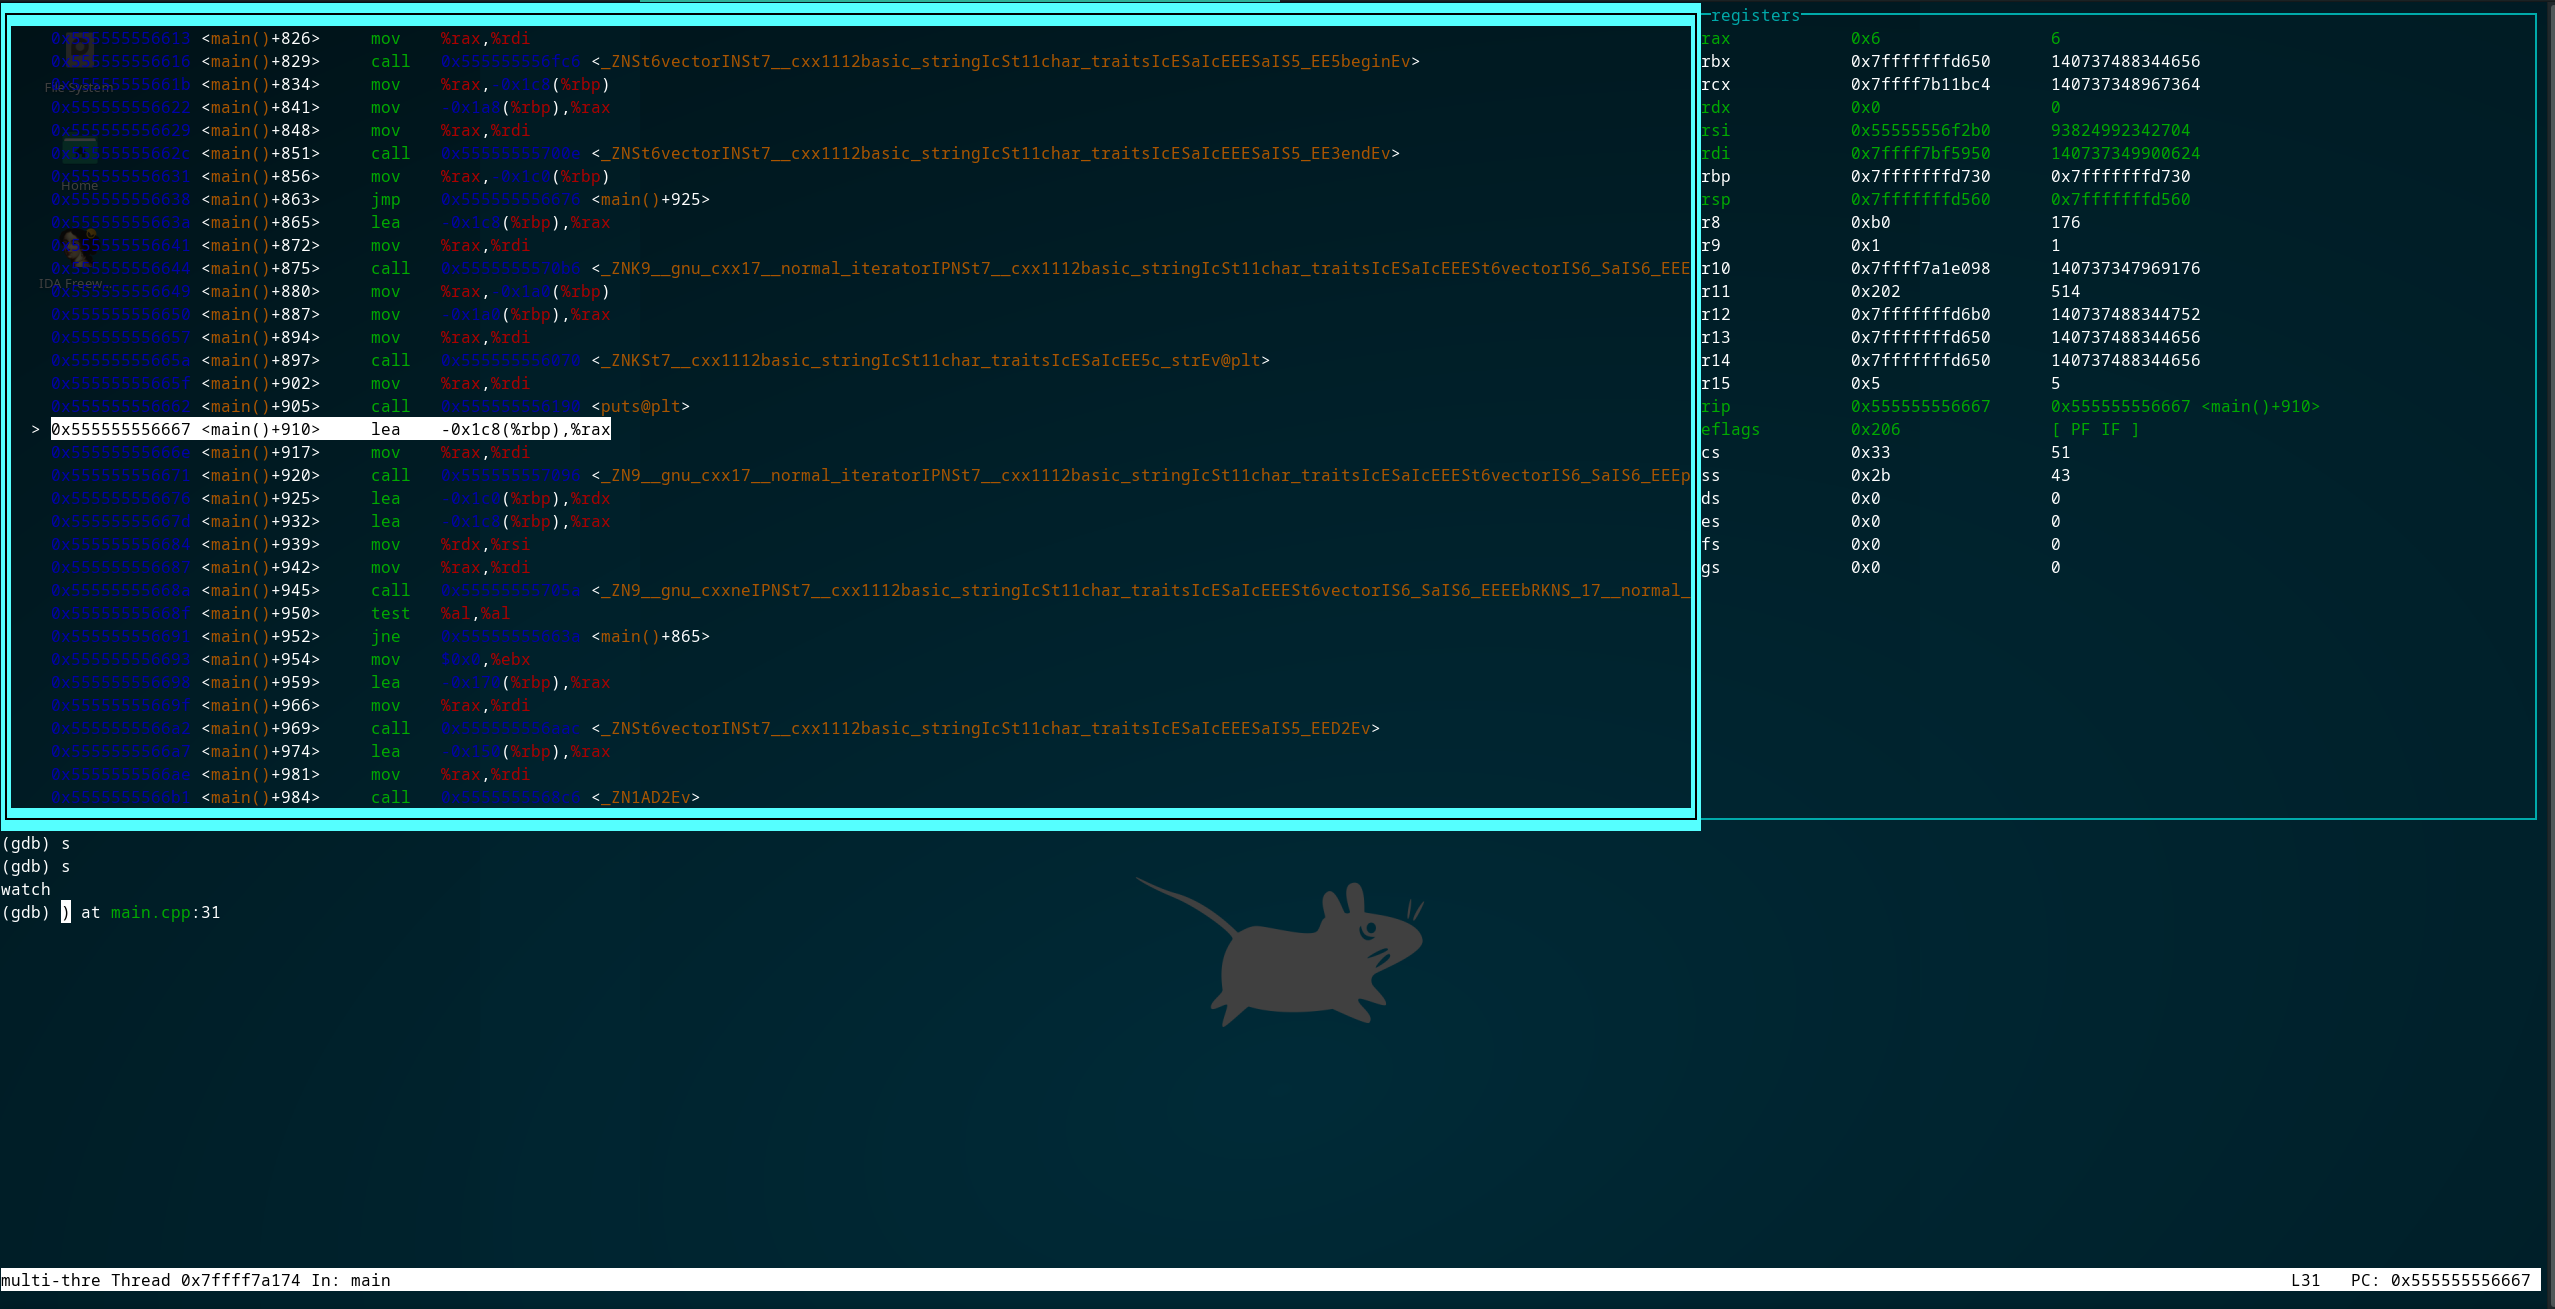 0x555555556613 <main()+826> mov %rax,%rdi
0x555555556616 <main()+829> call 0x555555556fc6 <_ZNSt6vectorINSt7__cxx1112basic_stringIcSt11char_traitsIcESaIcEEESaIS5_EE5beginEv>
0x55555555661b <main()+834> mov %rax,-0x1c8(%rbp)
0x555555556622 <main()+841> mov -0x1a8(%rbp),%rax
0x555555556629 <main()+848> mov %rax,%rdi
0x55555555662c <main()+851> call 0x55555555700e <_ZNSt6vectorINSt7__cxx1112basic_stringIcSt11char_traitsIcESaIcEEESaIS5_EE3endEv>
0x555555556631 <main()+856> mov %rax,-0x1c0(%rbp)
0x555555556638 <main()+863> jmp 0x555555556676 <main()+925>
0x55555555663a <main()+865> lea -0x1c8(%rbp),%rax
0x555555556641 <main()+872> mov %rax,%rdi
0x555555556644 <main()+875> call 0x5555555570b6 <_ZNK9__gnu_cxx17__normal_iteratorIPNSt7__cxx1112basic_stringIcSt11char_traitsIcESaIcEEESt6vectorIS6_SaIS6_EEE
0x555555556649 <main()+880> mov %rax,-0x1a0(%rbp)
0x555555556650 <main()+887> mov -0x1a0(%rbp),%rax
0x555555556657 <main()+894> mov %rax,%rdi
0x55555555665a <main()+897> call 0x555555556070 <_ZNKSt7__cxx1112basic_stringIcSt11char_traitsIcESaIcEE5c_strEv@plt>
0x55555555665f <main()+902> mov %rax,%rdi
0x555555556662 <main()+905> call 0x555555556190 <puts@plt>
> 0x555555556667 <main()+910> lea -0x1c8(%rbp),%rax
0x55555555666e <main()+917> mov %rax,%rdi
0x555555556671 <main()+920> call 0x555555557096 <_ZN9__gnu_cxx17__normal_iteratorIPNSt7__cxx1112basic_stringIcSt11char_traitsIcESaIcEEESt6vectorIS6_SaIS6_EEEp
0x555555556676 <main()+925> lea -0x1c0(%rbp),%rdx
0x55555555667d <main()+932> lea -0x1c8(%rbp),%rax
0x555555556684 <main()+939> mov %rdx,%rsi
0x555555556687 <main()+942> mov %rax,%rdi
0x55555555668a <main()+945> call 0x55555555705a <_ZN9__gnu_cxxneIPNSt7__cxx1112basic_stringIcSt11char_traitsIcESaIcEEESt6vectorIS6_SaIS6_EEEEbRKNS_17__normal_
0x55555555668f <main()+950> test %al,%al
0x555555556691 <main()+952> jne 0x55555555663a <main()+865>
0x555555556693 <main()+954> mov $0x0,%ebx
0x555555556698 <main()+959> lea -0x170(%rbp),%rax
0x55555555669f <main()+966> mov %rax,%rdi
0x5555555566a2 <main()+969> call <_ZNSt6vectorINSt7__cxx1112basic_stringIcSt11char_traitsIcESaIcEEESaIS5_EED2Ev>
0x5555555566a7 <main()+974> lea (%rbp),%rax
0x5555555566ae <main()+981> mov %rax,%rdi
0x5555555566b1 <main()+984> call <_ZN1AD2Ev>
File System
Home
IDA Freew...
registers
rax 0x6 6
rbx 0x7fffffffd650 140737488344656
rcx 0x7ffff7b11bc4 140737348967364
rdx 0x0 0
rsi 0x55555556f2b0 93824992342704
rdi 0x7ffff7bf5950 140737349900624
rbp 0x7fffffffd730 0x7fffffffd730
rsp 0x7fffffffd560 0x7fffffffd560
r8 0xb0 176
r9 0x1 1
r10 0x7ffff7a1e098 140737347969176
r11 0x202 514
r12 0x7fffffffd6b0 140737488344752
r13 0x7fffffffd650 140737488344656
r14 0x7fffffffd650 140737488344656
r15 0x5 5
rip 0x555555556667 0x555555556667 <main()+910>
eflags 0x206 [ PF IF ]
cs 0x33 51
ss 0x2b 43
ds 0x0 0
es 0x0 0
fs 0x0 0
gs 0x0 0
(gdb) s
(gdb) s
watch
(gdb) ) at main.cpp:31
multi-thre Thread 0x7ffff7a174 In: main L31 PC: 0x555555556667